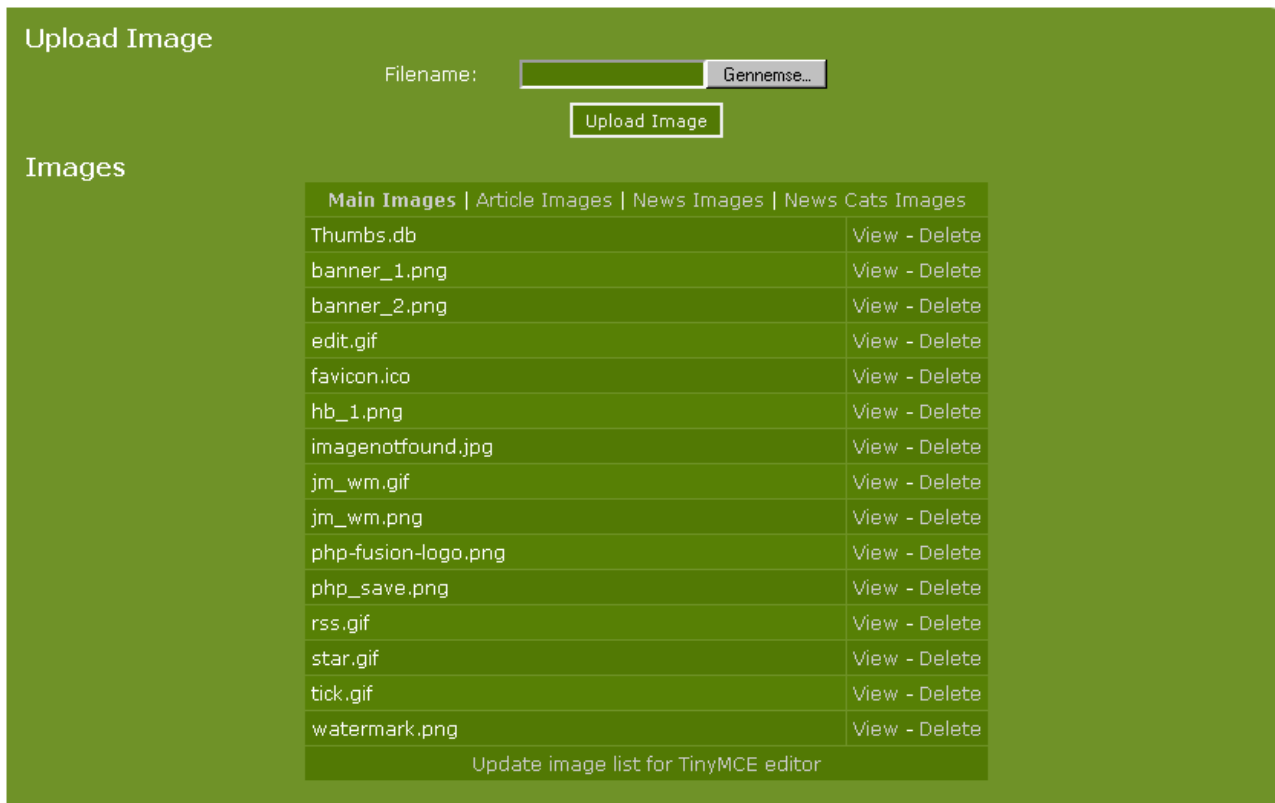 Upload Image
Filename: Gennemse...
Upload Image
Images
Main Images | Article Images | News Images | News Cats Images
Thumbs.db View - Delete
banner_1.png View - Delete
banner_2.png View - Delete
edit.gif View - Delete
favicon.ico View - Delete
hb_1.png View - Delete
imagenotfound.jpg View - Delete
jm_wm.gif View - Delete
jm_wm.png View - Delete
php-fusion-logo.png View - Delete
php_save.png View - Delete
rss.gif View - Delete
star.gif View - Delete
tick.gif View - Delete
watermark.png View - Delete
Update image list for TinyMCE editor